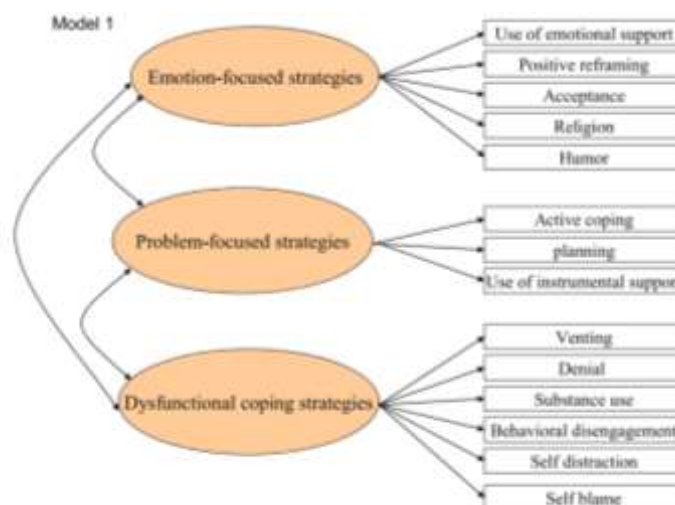 Model 1
Emotion-focused strategies
Use of emotional support
Positive reframing
Acceptance
Religion
Humor
Problem-focused strategies
Active coping
planning
Use of instrumental support
Dysfunctional coping strategies
Venting
Denial
Substance use
Behavioral disengagement
Self distraction
Self blame